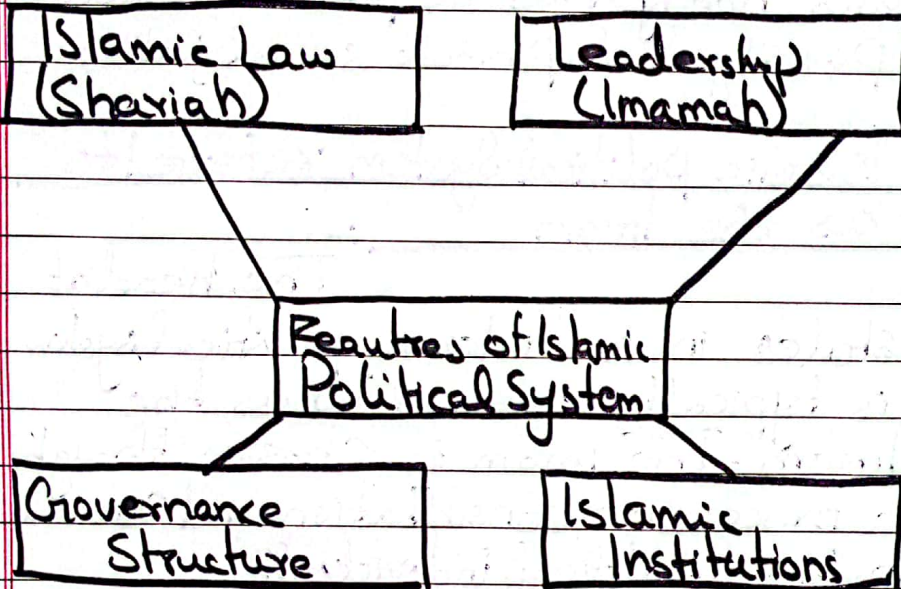 Islamic Law
(Shariah)
Leadership
(Imamah)
Feautres of Islamic
Political System
Governance
Structure.
Islamic
Institutions